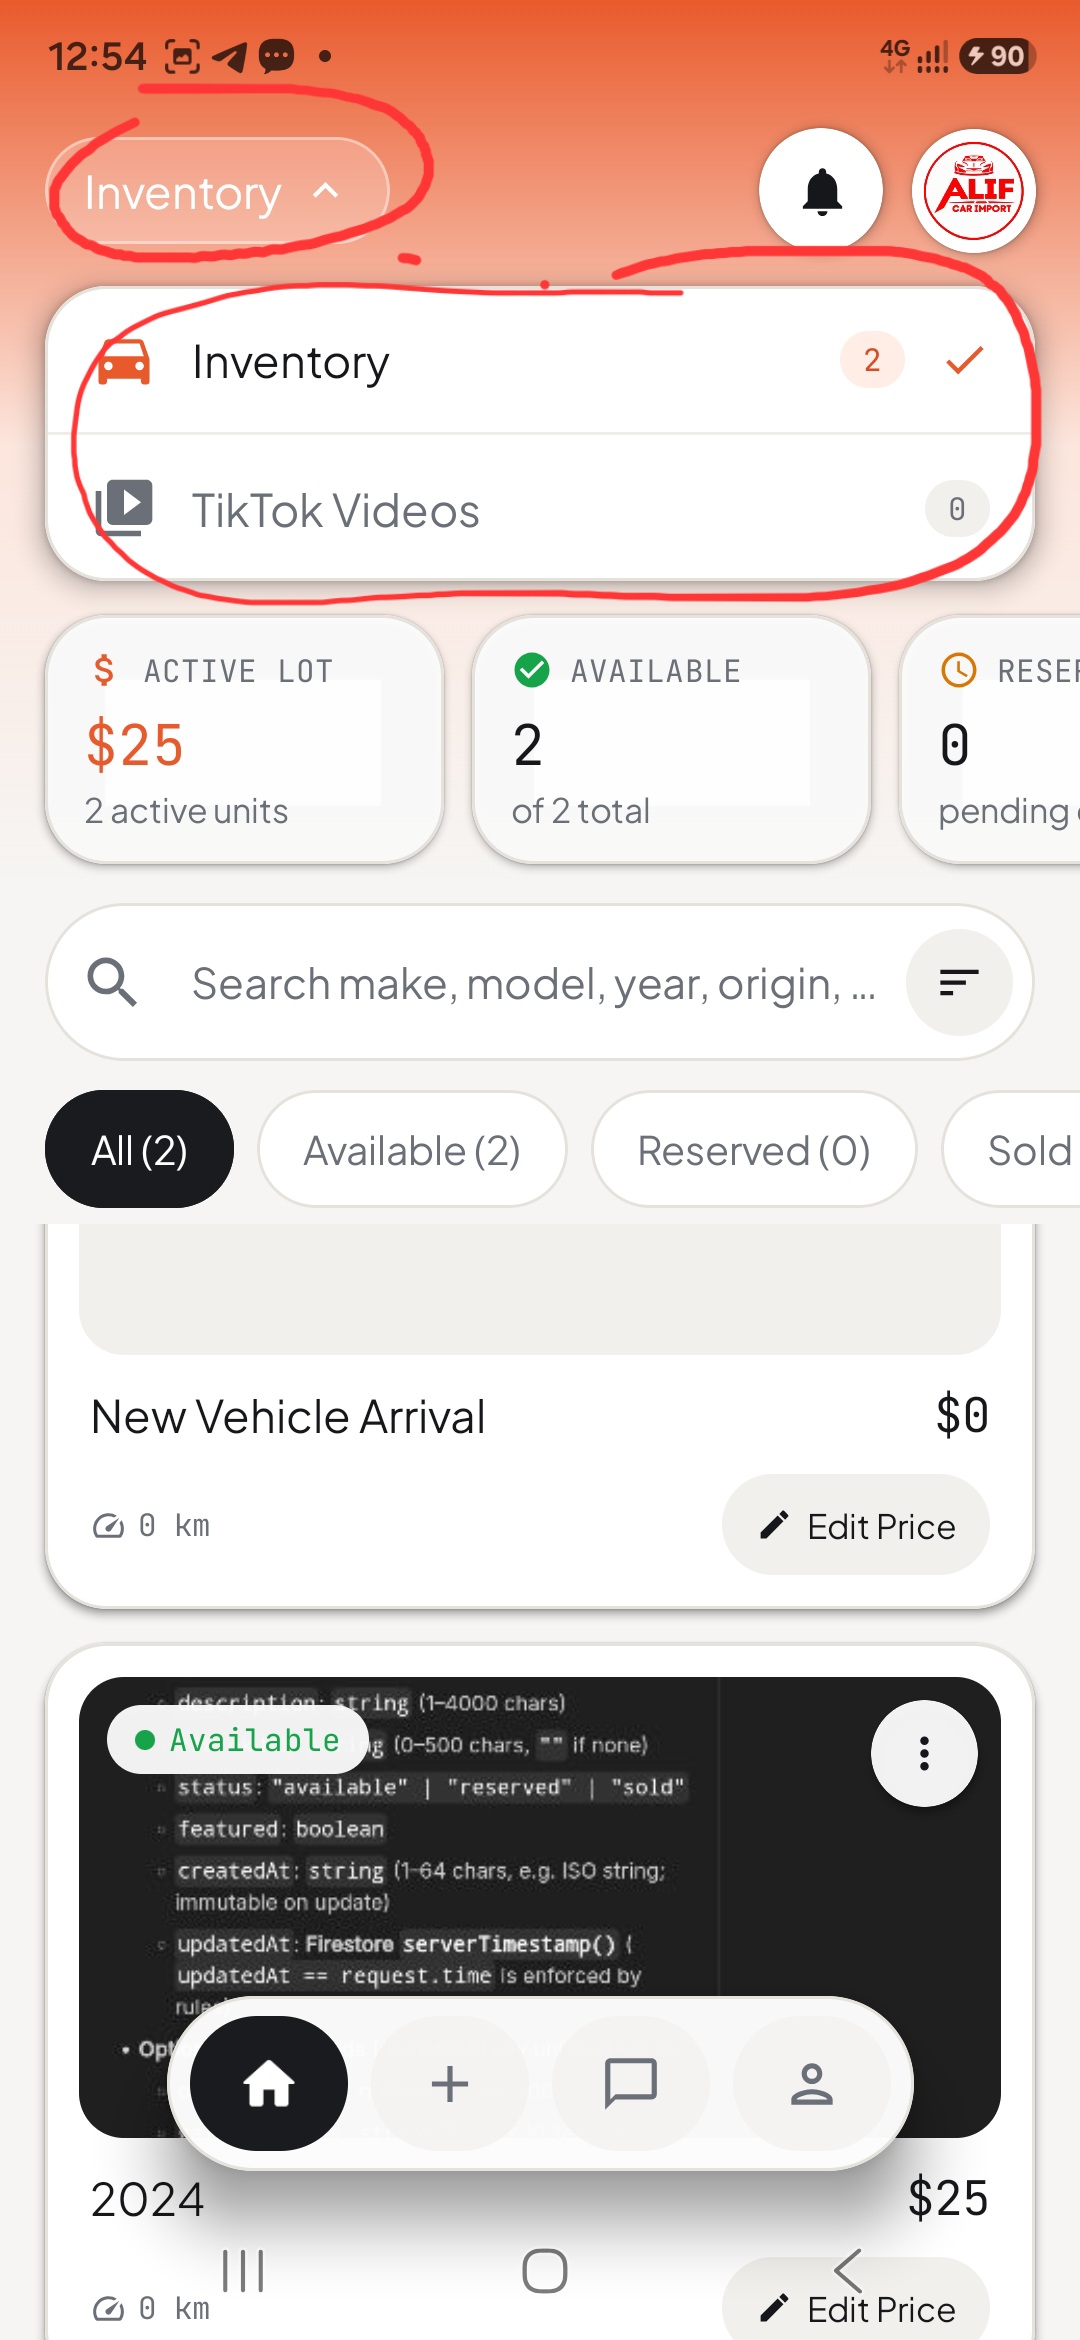 12:54
4G
90
Inventory
ALIF
CAR IMPORT
Inventory
2
TikTok Videos
0
$ ACTIVE LOT
AVAILABLE
$25
2
0
2 active units
of 2 total
pending
Search make, model, year, origin, ...
All (2)
Available (2)
Reserved (0)
Sold
New Vehicle Arrival
$0
0 km
Edit Price
description: string (1–4000 chars)
Available
(0–500 chars, "" if none)
status: "available" | "reserved" | "sold"
featured: boolean
createdAt: string (1–64 chars, e.g. ISO string;
immutable on update)
updatedAt: Firestore serverTimestamp() (
updatedAt == request.time is enforced by
2024
$25
0 km
Edit Price